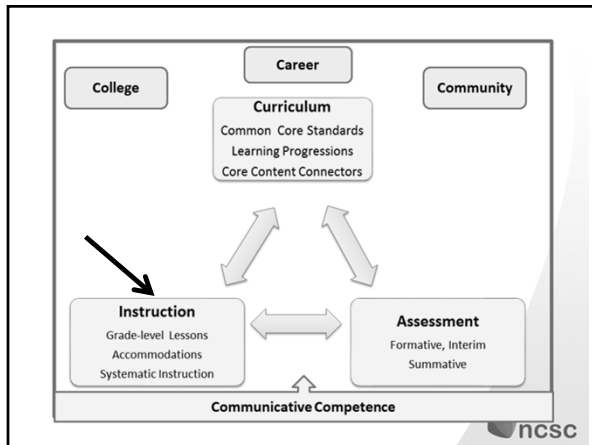 Career
College
Community
Curriculum
Common Core Standards
Learning Progressions
Core Content Connectors
Instruction
Grade-level Lessons
Accommodations
Systematic Instruction
Assessment
Formative, Interim
Summative
Communicative Competence
ncsc